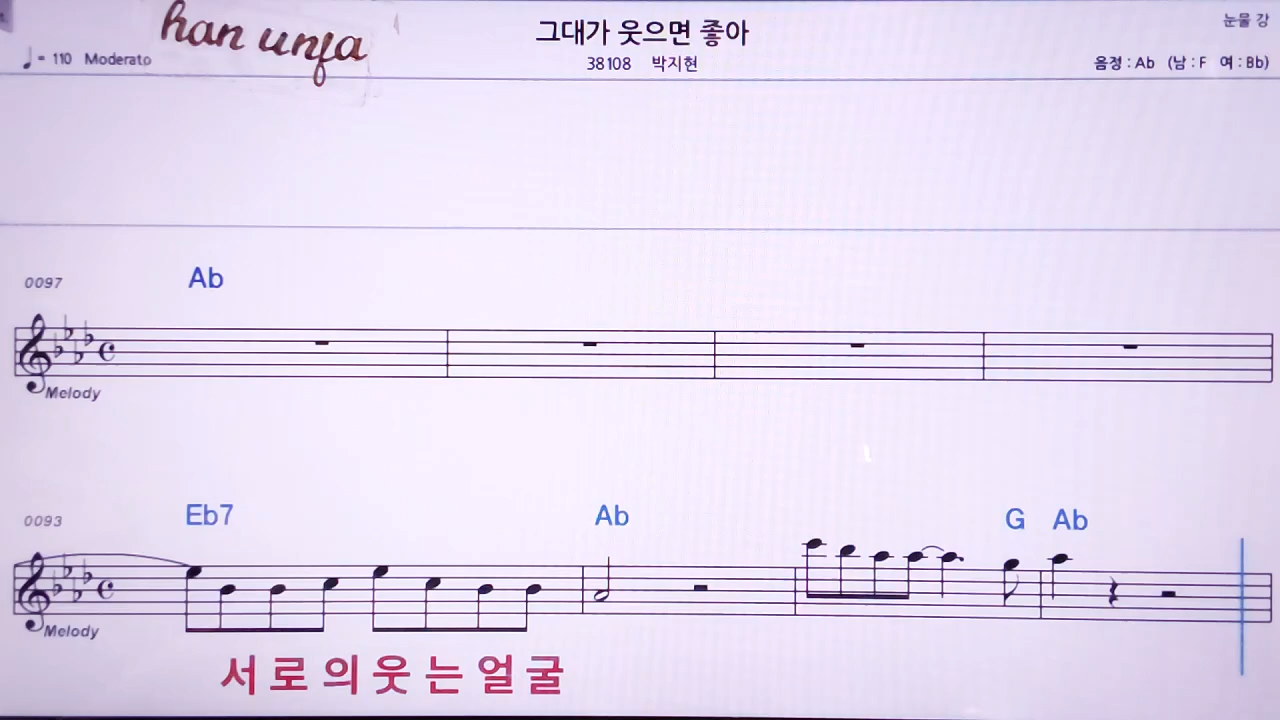 han unja
그대가 웃으면 좋아
눈물 강
♩= 110 Moderato
38108 박지현
음정 : Ab (남 : F 여 : Bb)
0097 Ab
Melody
0093 Eb7 Ab G Ab
Melody
서로의웃는얼굴